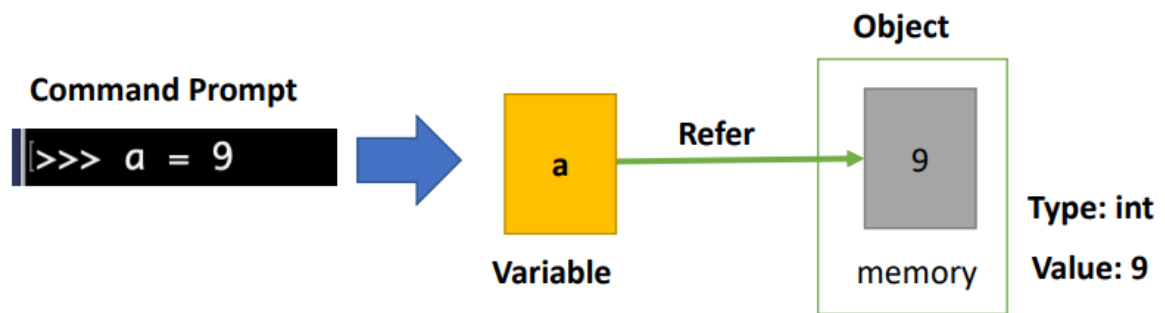 Command Prompt
>>> a = 9
a
Variable
Refer
Object
9
memory
Type: int
Value: 9